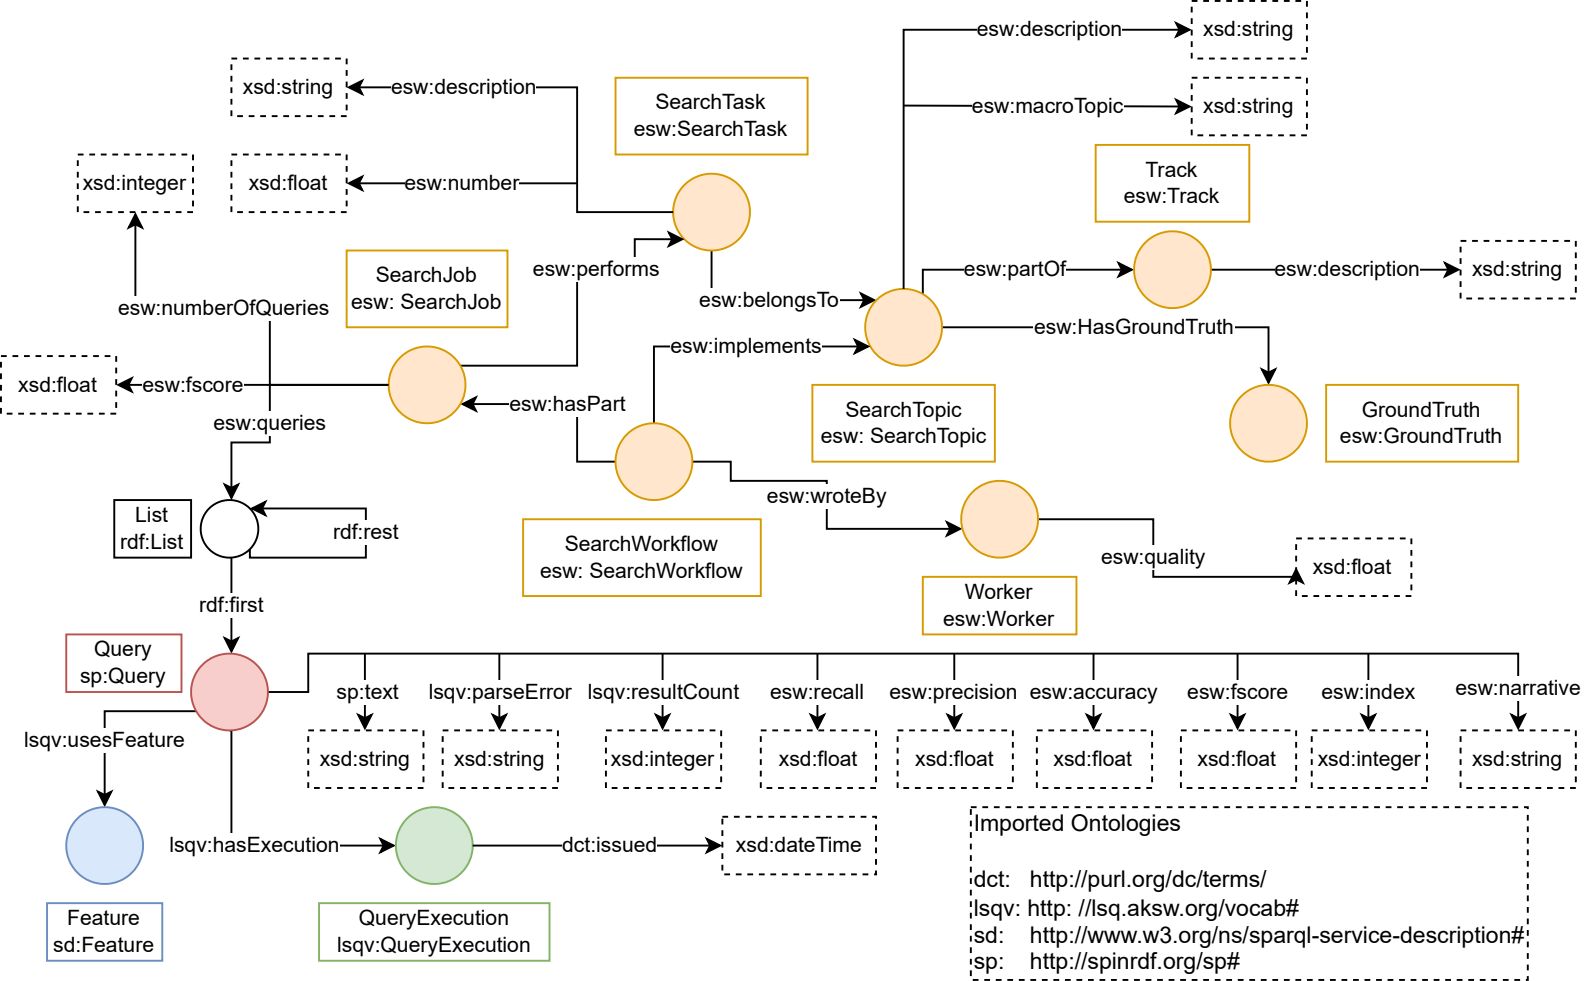 esw:description
xsd:string
xsd:string
esw:description
SearchTask
esw:SearchTask
esw:macroTopic
xsd:string
xsd:integer
xsd:float
esw:number
Track
esw:Track
SearchJob
esw: SearchJob
esw:performs
esw:partOf
esw:description
xsd:string
esw:numberOfQueries
esw:belongsTo
esw:HasGroundTruth
esw:implements
xsd:float
esw:fscore
esw:hasPart
SearchTopic
esw: SearchTopic
GroundTruth
esw:GroundTruth
esw:queries
esw:wroteBy
List
rdf:List
rdf:rest
SearchWorkflow
esw: SearchWorkflow
esw:quality
xsd:float
Worker
esw:Worker
rdf:first
Query
sp:Query
sp:text
lsqv:parseError
lsqv:resultCount
esw:recall
esw:precision
esw:accuracy
esw:fscore
esw:index
esw:narrative
lsqv:usesFeature
xsd:string
xsd:string
xsd:integer
xsd:float
xsd:float
xsd:float
xsd:float
xsd:integer
xsd:string
lsqv:hasExecution
dct:issued
xsd:dateTime
Feature
sd:Feature
QueryExecution
lsqv:QueryExecution
Imported Ontologies
dct: http://purl.org/dc/terms/
lsqv: http: //lsq.aksw.org/vocab#
sd: http://www.w3.org/ns/sparql-service-description#
sp: http://spinrdf.org/sp#